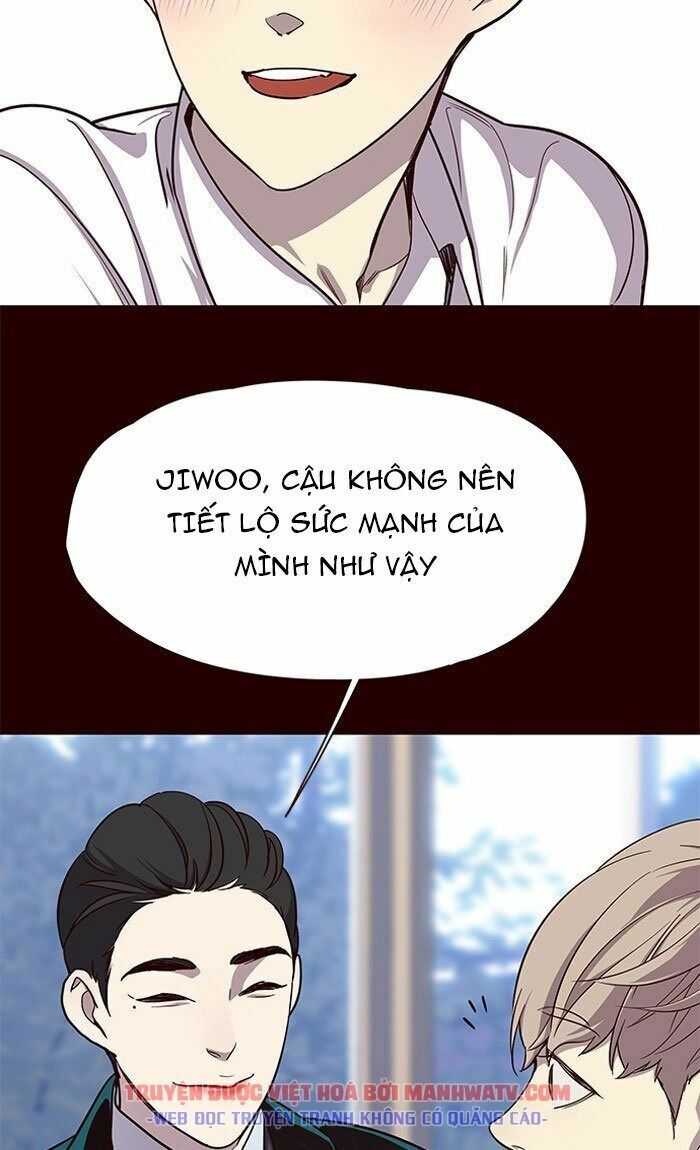 JIWOO, CẬU KHÔNG NÊN
TIẾT LỘ SỨC MẠNH CỦA
MÌNH NHƯ VẬY
TRUYỆN ĐƯỢC VIỆT HOÁ BỞI MANHWATV.COM
-WEB ĐỌC TRUYỆN TRANH KHÔNG CÓ QUẢNG CÁO-